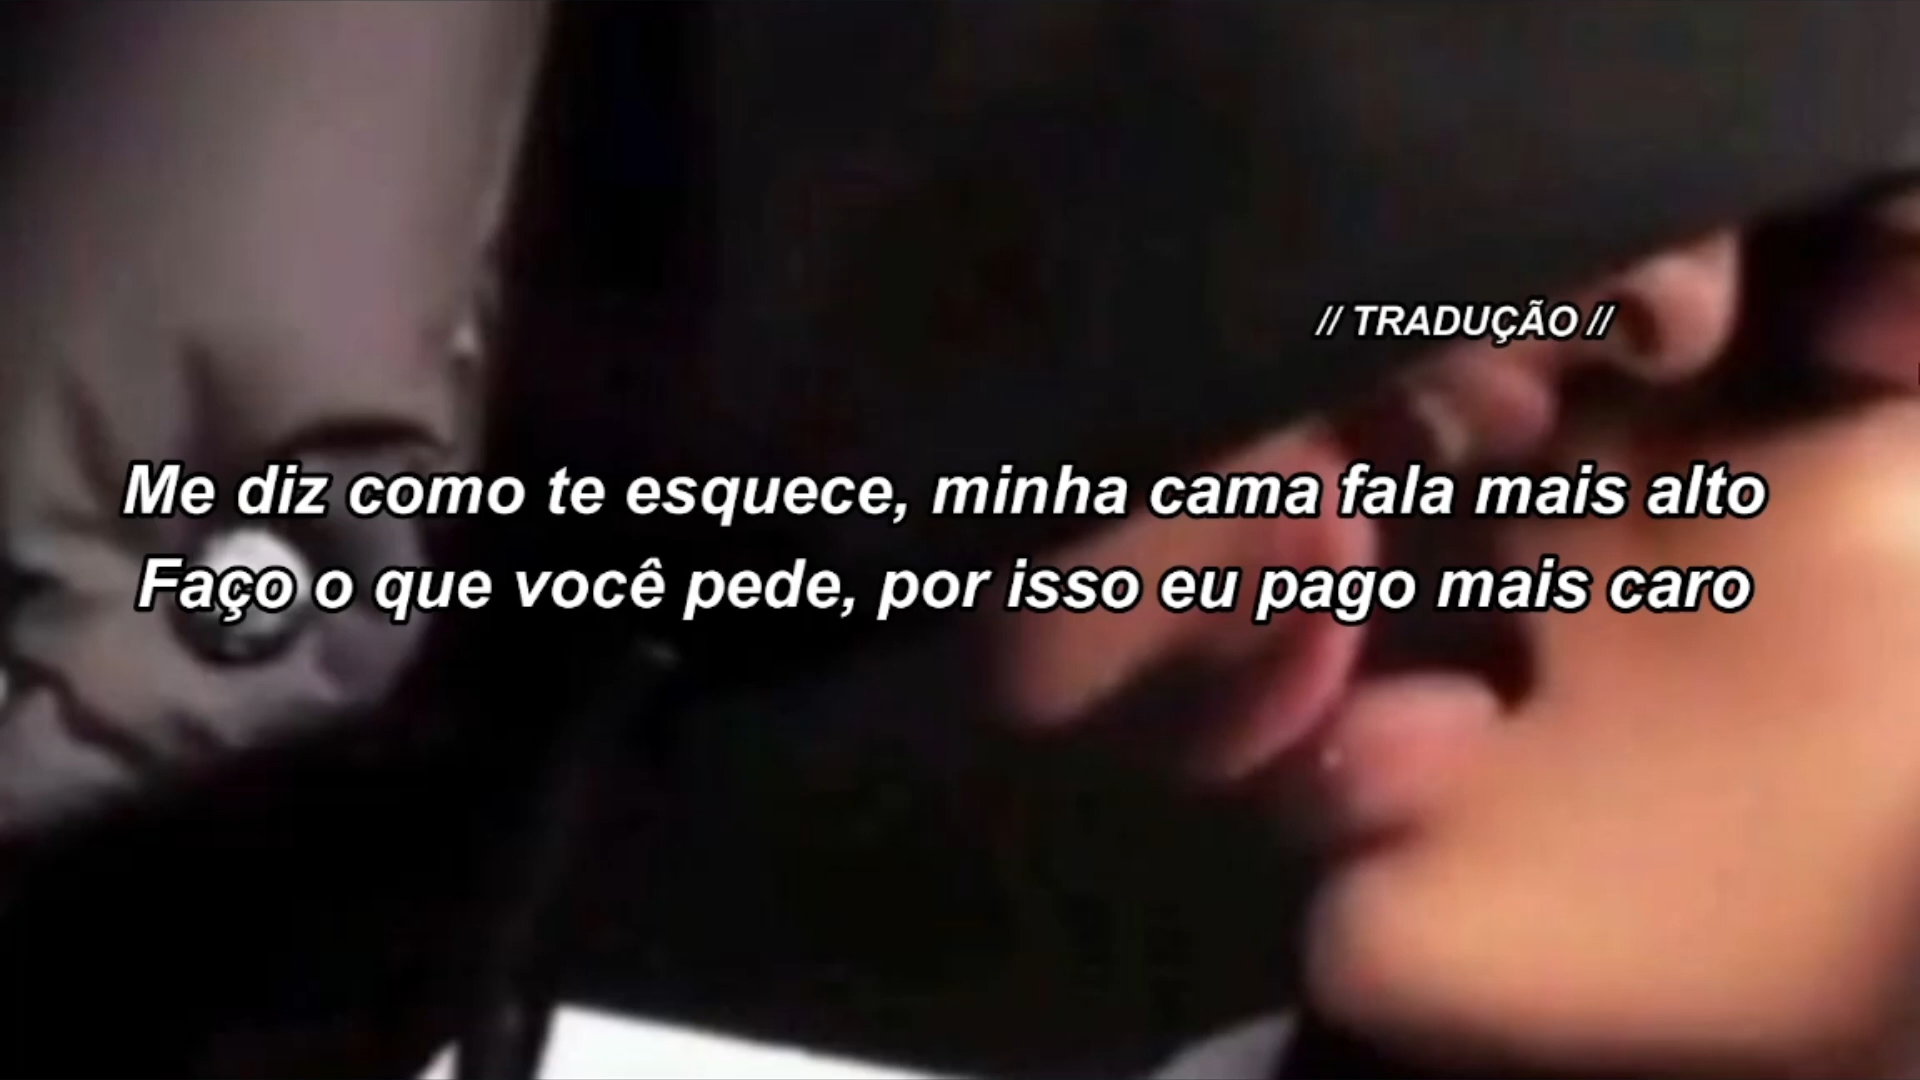 // TRADUÇÃO //
Me diz como te esquece, minha cama fala mais alto
Faço o que você pede, por isso eu pago mais caro